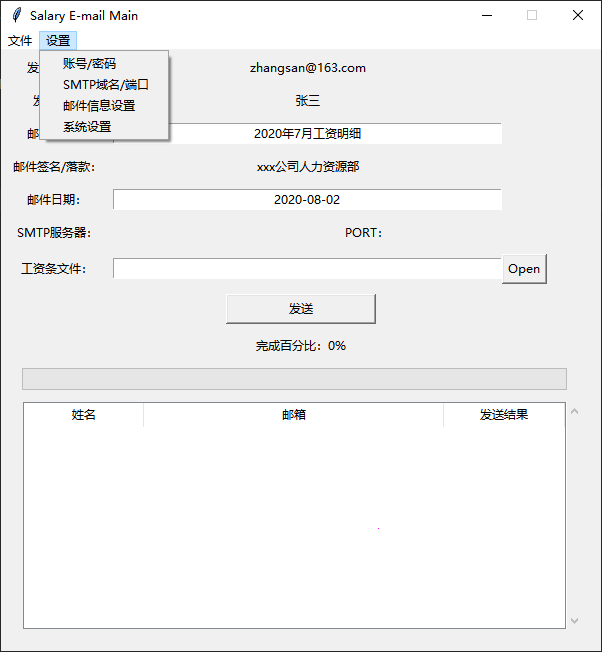 Salary E-mail Main
文件 设置
账号/密码
SMTP域名/端口
邮件信息设置
系统设置
发 zhangsan@163.com
张三
邮 2020年7月工资明细
邮件签名/落款: xxx公司人力资源部
邮件日期: 2020-08-02
SMTP服务器: PORT:
工资条文件: Open
发送
完成百分比: 0%
姓名 邮箱 发送结果